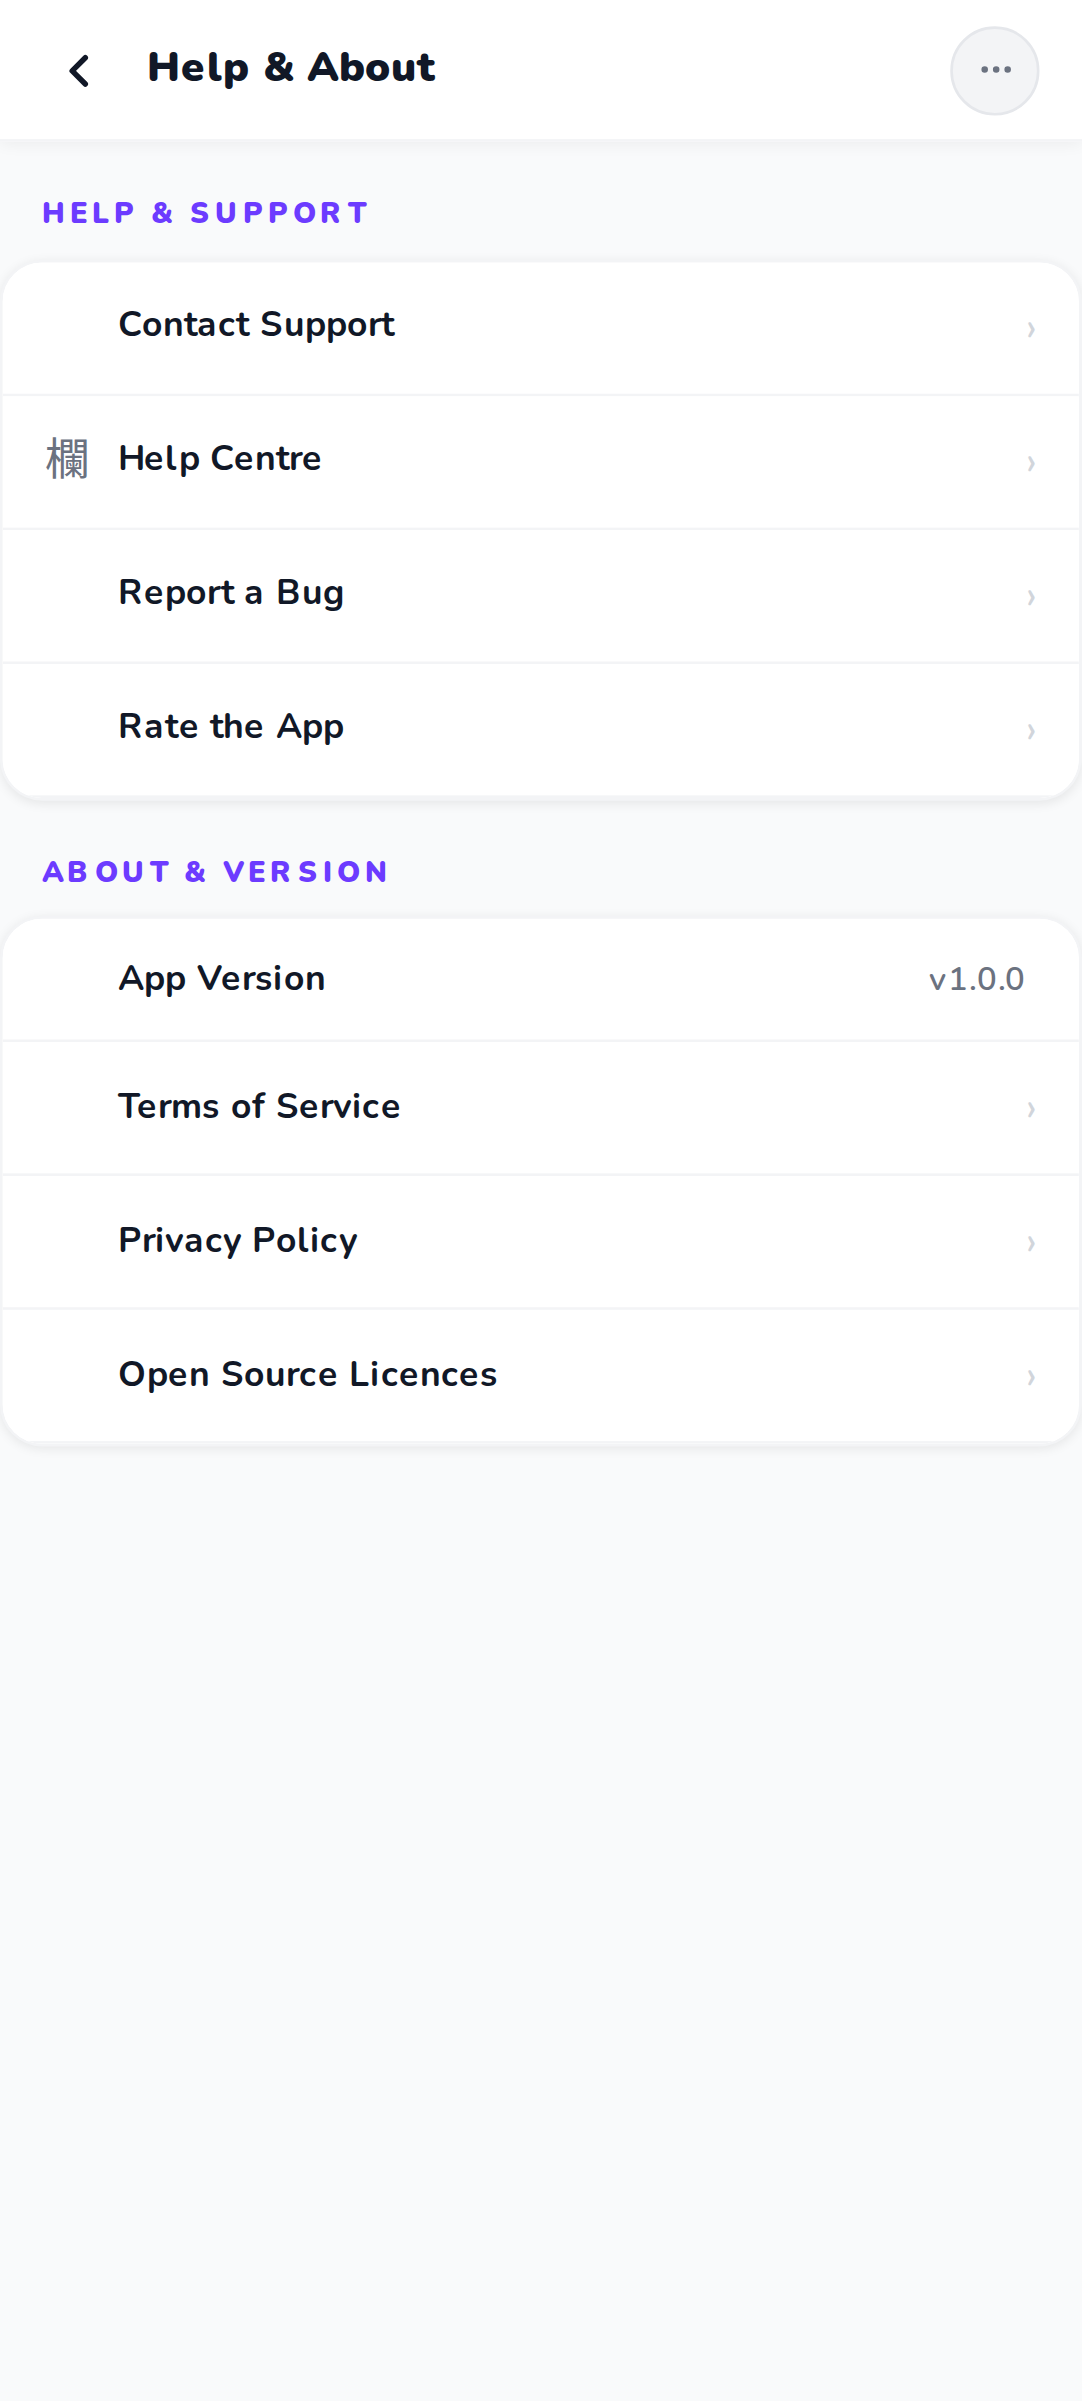 Help & About
HELP & SUPPORT
Contact Support ›
欄 Help Centre ›
Report a Bug ›
Rate the App ›
ABOUT & VERSION
App Version v1.0.0
Terms of Service ›
Privacy Policy ›
Open Source Licences ›